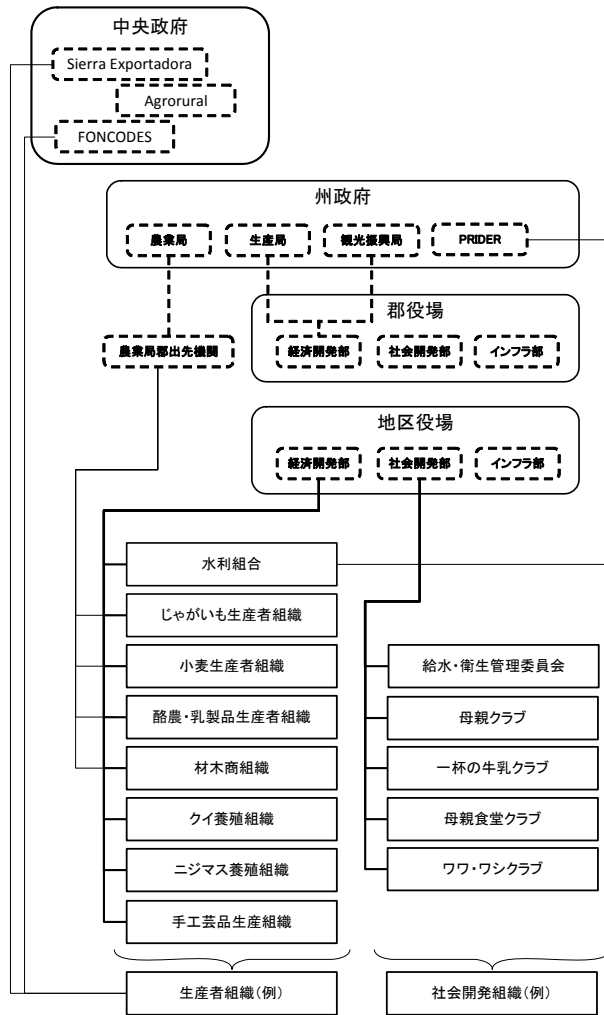 中央政府
Sierra Exportadora
Agrorural
FONCODES
州政府
農業局
生産局
観光振興局
PRIDER
郡役場
農業局郡出先機関
経済開発部
社会開発部
インフラ部
地区役場
経済開発部
社会開発部
インフラ部
水利組合
じゃがいも生産者組織
小麦生産者組織
酪農・乳製品生産者組織
材木商組織
クイ養殖組織
ニジマス養殖組織
手工芸品生産組織
生産者組織(例)
給水・衛生管理委員会
母親クラブ
一杯の牛乳クラブ
母親食堂クラブ
ワワ・ワシクラブ
社会開発組織(例)